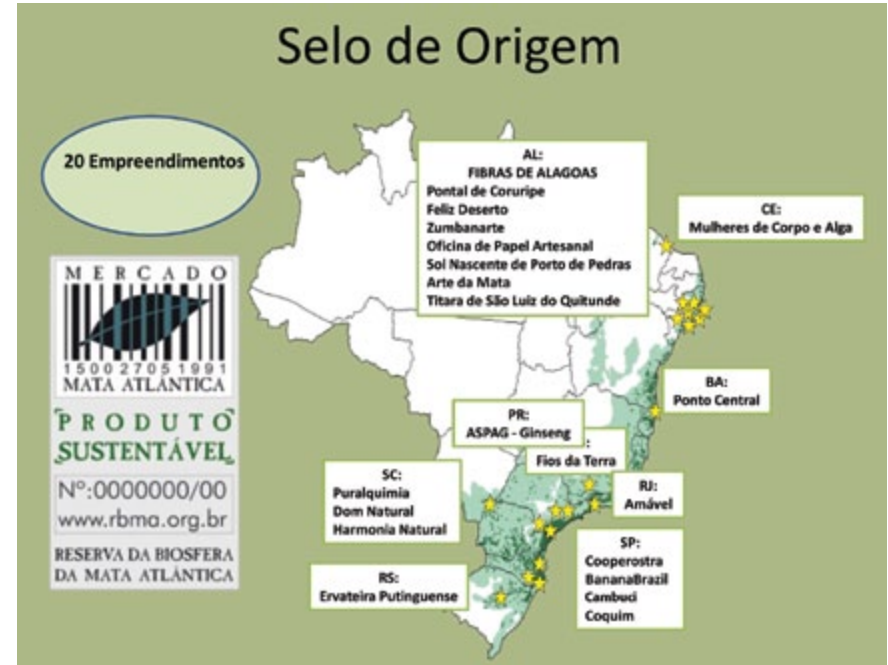 Selo de Origem
20 Empreendimentos
AL:
FIBRAS DE ALAGOAS
Pontal de Coruripe
Feliz Deserto
Zumbanarte
Oficina de Papel Artesanal
Sol Nascente de Porto de Pedras
Arte da Mata
Titara de São Luiz do Quitunde
CE:
Mulheres de Corpo e Alga
MERCADO
1500270519 91
MATA ATLÂNTICA
PRODUTO
SUSTENTÁVEL
Nº:0000000/00
www.rbma.org.br
RESERVA DA BIOSFERA
DA MATA ATLÂNTICA
BA:
Ponto Central
PR:
ASPAG - Ginseng
:
Fios da Terra
SC:
Puralquimia
Dom Natural
Harmonia Natural
RJ:
Amável
SP:
Cooperostra
BananaBrazil
Cambuci
Coquim
RS:
Ervateira Putinguense